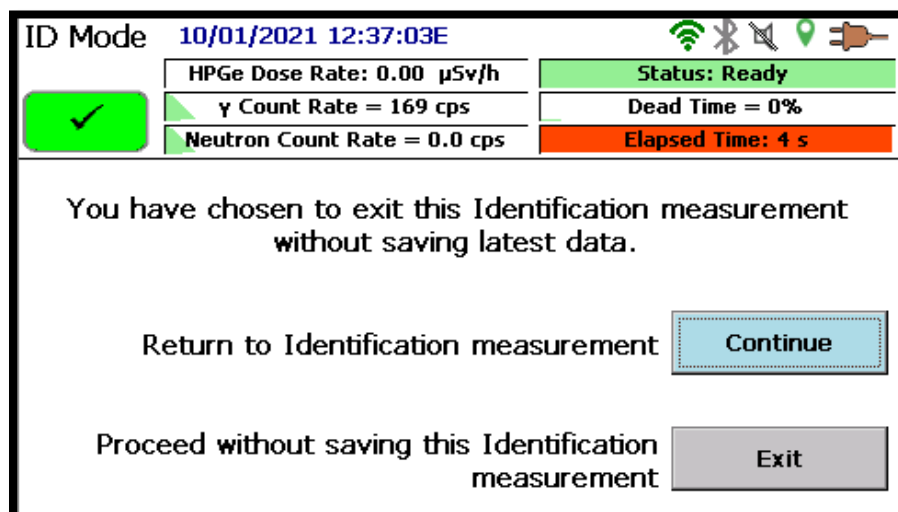 ID Mode 10/01/2021 12:37:03E
HPGe Dose Rate: 0.00 µSv/h Status: Ready
γ Count Rate = 169 cps Dead Time = 0%
Neutron Count Rate = 0.0 cps Elapsed Time: 4 s
You have chosen to exit this Identification measurement
without saving latest data.
Return to Identification measurement Continue
Proceed without saving this Identification
measurement Exit